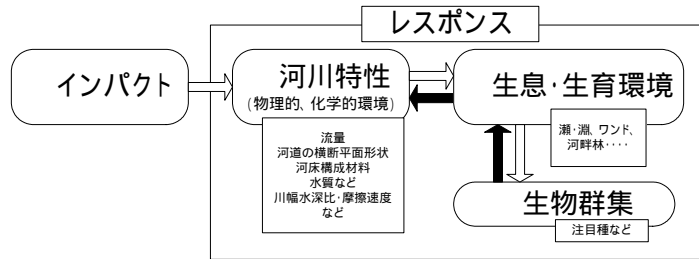 レスポンス
インパクト
河川特性
(物理的、化学的環境)
流量
河道の横断平面形状
河床構成材料
水質など
川幅水深比・摩擦速度
など
生息・生育環境
瀬・淵、ワンド、
河畔林・・・・
生物群集
注目種など